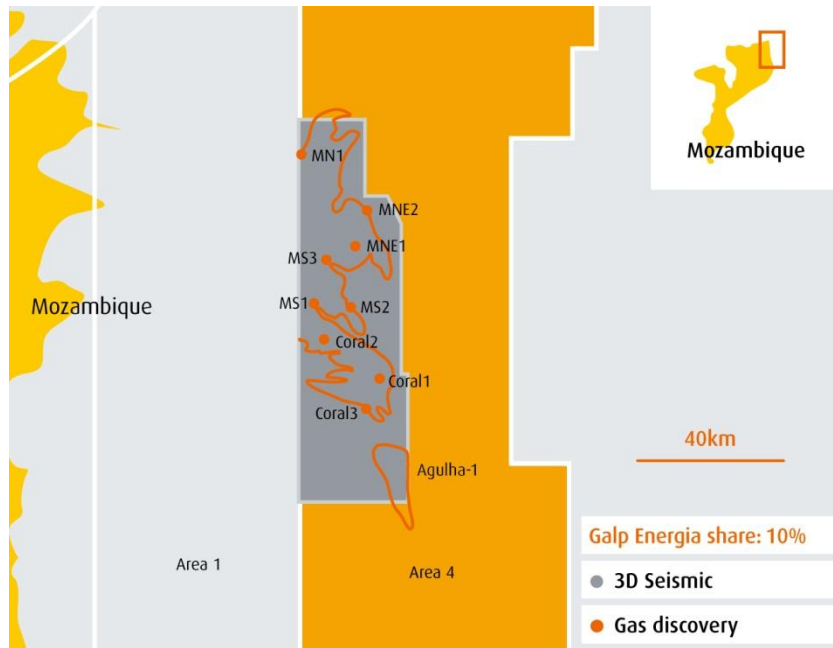 Mozambique
MN1
MNE2
MNE1
MS3
Mozambique
MS1
MS2
Coral2
Coral1
Coral3
40km
Agulha-1
Galp Energia share: 10%
Area 1
Area 4
3D Seismic
Gas discovery